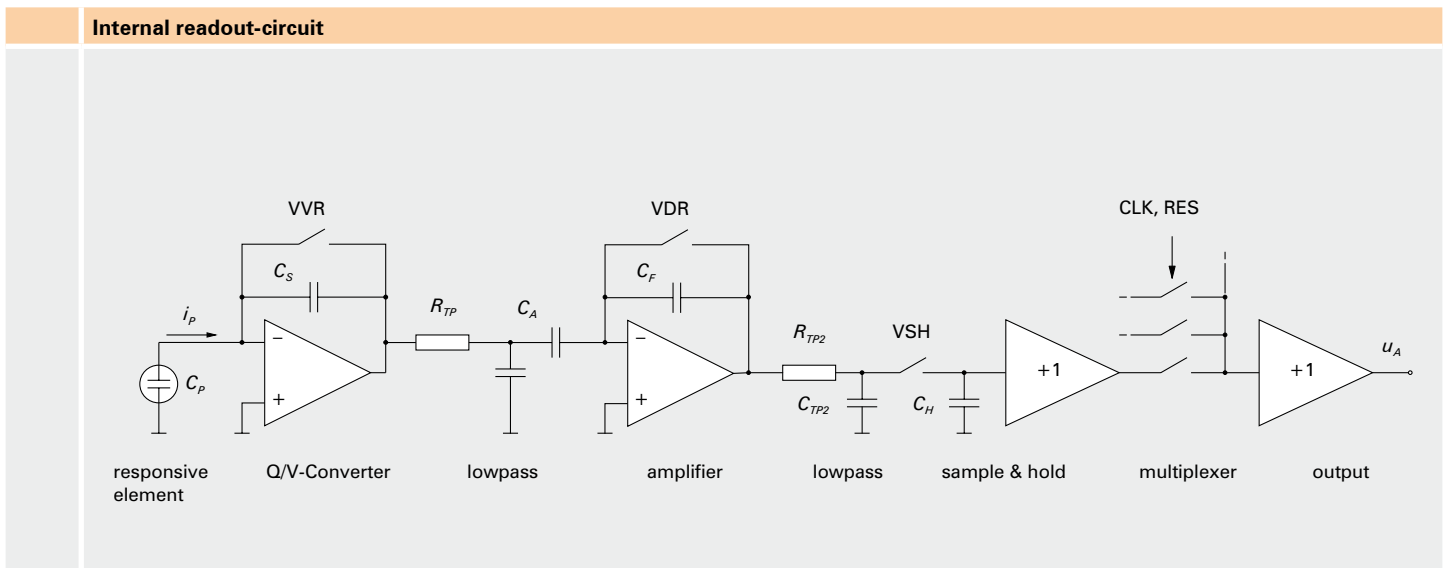 Internal readout-circuit
VVR
VDR
CLK, RES
C_S
C_F
i_P
R_TP
C_A
R_TP2
VSH
u_A
−
−
C_P
+1
+1
+
+
C_TP2
C_H
responsive
element
Q/V-Converter
lowpass
amplifier
lowpass
sample & hold
multiplexer
output